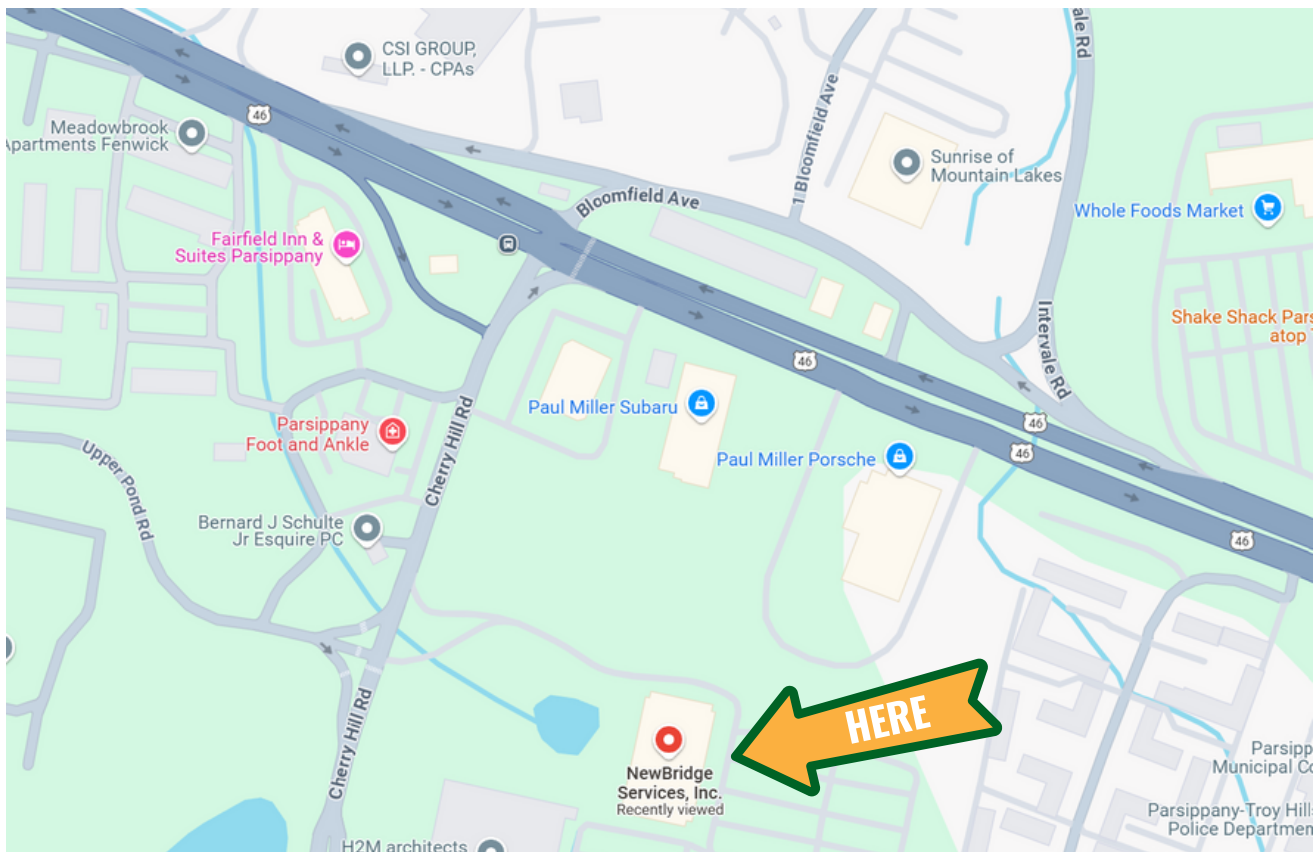 CSI GROUP,
LLP. - CPAs
ale Rd
46
Meadowbrook
Apartments Fenwick
1 Bloomfield Ave
Sunrise of
Mountain Lakes
Bloomfield Ave
Whole Foods Market
Fairfield Inn &
Suites Parsippany
Intervale Rd
Shake Shack Pars
atop
46
Paul Miller Subaru
46
Parsippany
Foot and Ankle
Cherry Hill Rd
46
Paul Miller Porsche
Upper Pond Rd
Bernard J Schulte
Jr Esquire PC
46
HERE
Cherry Hill Rd
NewBridge
Services, Inc.
Recently viewed
Parsipp
Municipal Co
Parsippany-Troy Hills
Police Departmen
H2M architects